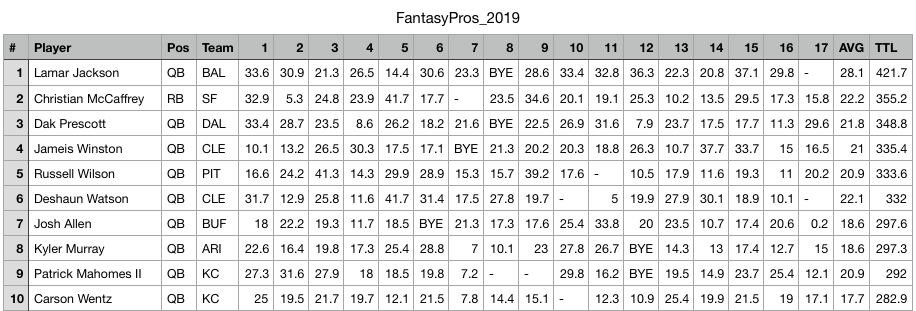 FantasyPros_2019
# Player Pos Team 1 2 3 4 5 6 7 8 9 10 11 12 13 14 15 16 17 AVG TTL
1 Lamar Jackson QB BAL 33.6 30.9 21.3 26.5 14.4 30.6 23.3 BYE 28.6 33.4 32.8 36.3 22.3 20.8 37.1 29.8 - 28.1 421.7
2 Christian McCaffrey RB SF 32.9 5.3 24.8 23.9 41.7 17.7 - 23.5 34.6 20.1 19.1 25.3 10.2 13.5 29.5 17.3 15.8 22.2 355.2
3 Dak Prescott QB DAL 33.4 28.7 23.5 8.6 26.2 18.2 21.6 BYE 22.5 26.9 31.6 7.9 23.7 17.5 17.7 11.3 29.6 21.8 348.8
4 Jameis Winston QB CLE 10.1 13.2 26.5 30.3 17.5 17.1 BYE 21.3 20.2 20.3 18.8 26.3 10.7 37.7 33.7 15 16.5 21 335.4
5 Russell Wilson QB PIT 16.6 24.2 41.3 14.3 29.9 28.9 15.3 15.7 39.2 17.6 - 10.5 17.9 11.6 19.3 11 20.2 20.9 333.6
6 Deshaun Watson QB CLE 31.7 12.9 25.8 11.6 41.7 31.4 17.5 27.8 19.7 - 5 19.9 27.9 30.1 18.9 10.1 - 22.1 332
7 Josh Allen QB BUF 18 22.2 19.3 11.7 18.5 BYE 21.3 17.3 17.6 25.4 33.8 20 23.5 10.7 17.4 20.6 0.2 18.6 297.6
8 Kyler Murray QB ARI 22.6 16.4 19.8 17.3 25.4 28.8 7 10.1 23 27.8 26.7 BYE 14.3 13 17.4 12.7 15 18.6 297.3
9 Patrick Mahomes II QB KC 27.3 31.6 27.9 18 18.5 19.8 7.2 - - 29.8 16.2 BYE 19.5 14.9 23.7 25.4 12.1 20.9 292
10 Carson Wentz QB KC 25 19.5 21.7 19.7 12.1 21.5 7.8 14.4 15.1 - 12.3 10.9 25.4 19.9 21.5 19 17.1 17.7 282.9